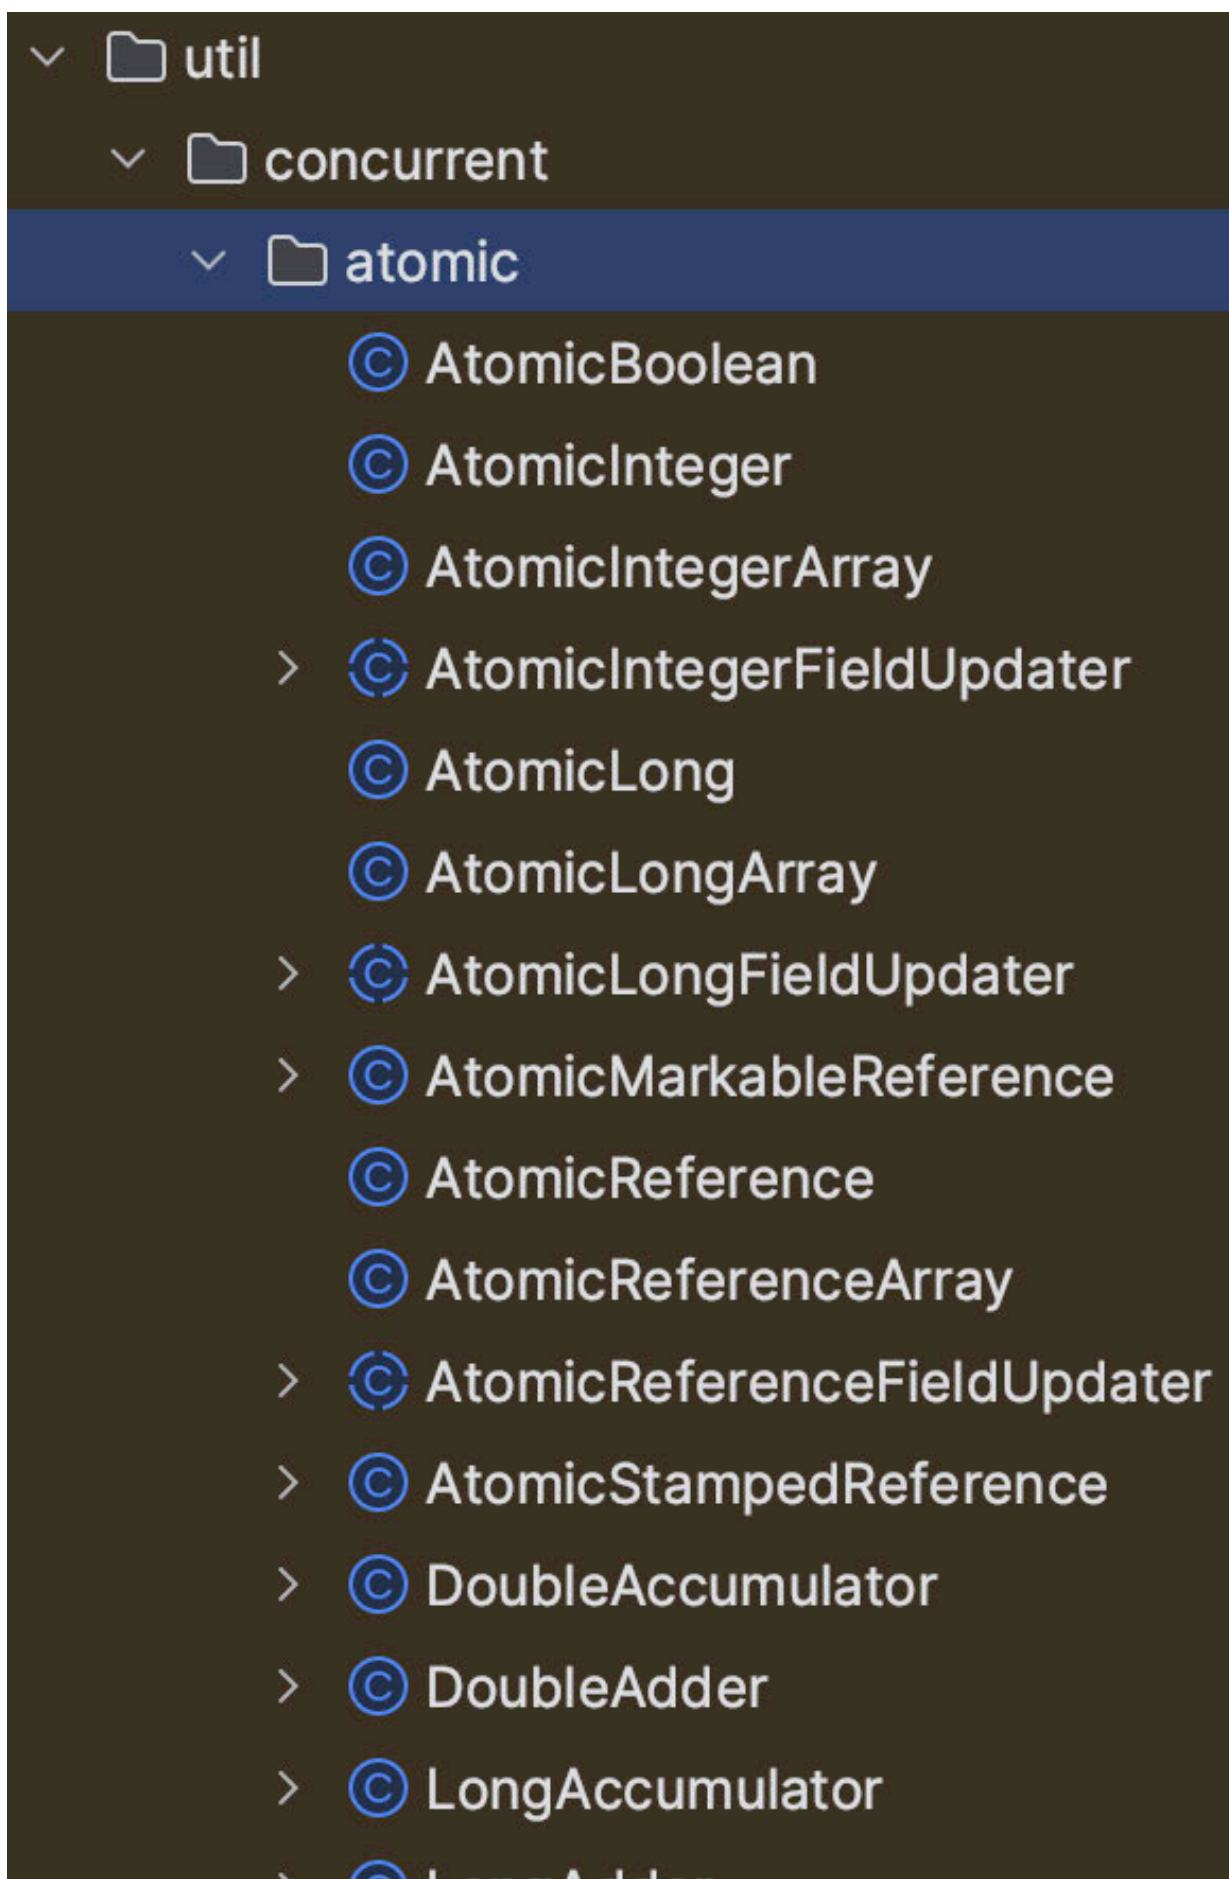 util
concurrent
atomic
AtomicBoolean
AtomicInteger
AtomicIntegerArray
AtomicIntegerFieldUpdater
AtomicLong
AtomicLongArray
AtomicLongFieldUpdater
AtomicMarkableReference
AtomicReference
AtomicReferenceArray
AtomicReferenceFieldUpdater
AtomicStampedReference
DoubleAccumulator
DoubleAdder
LongAccumulator